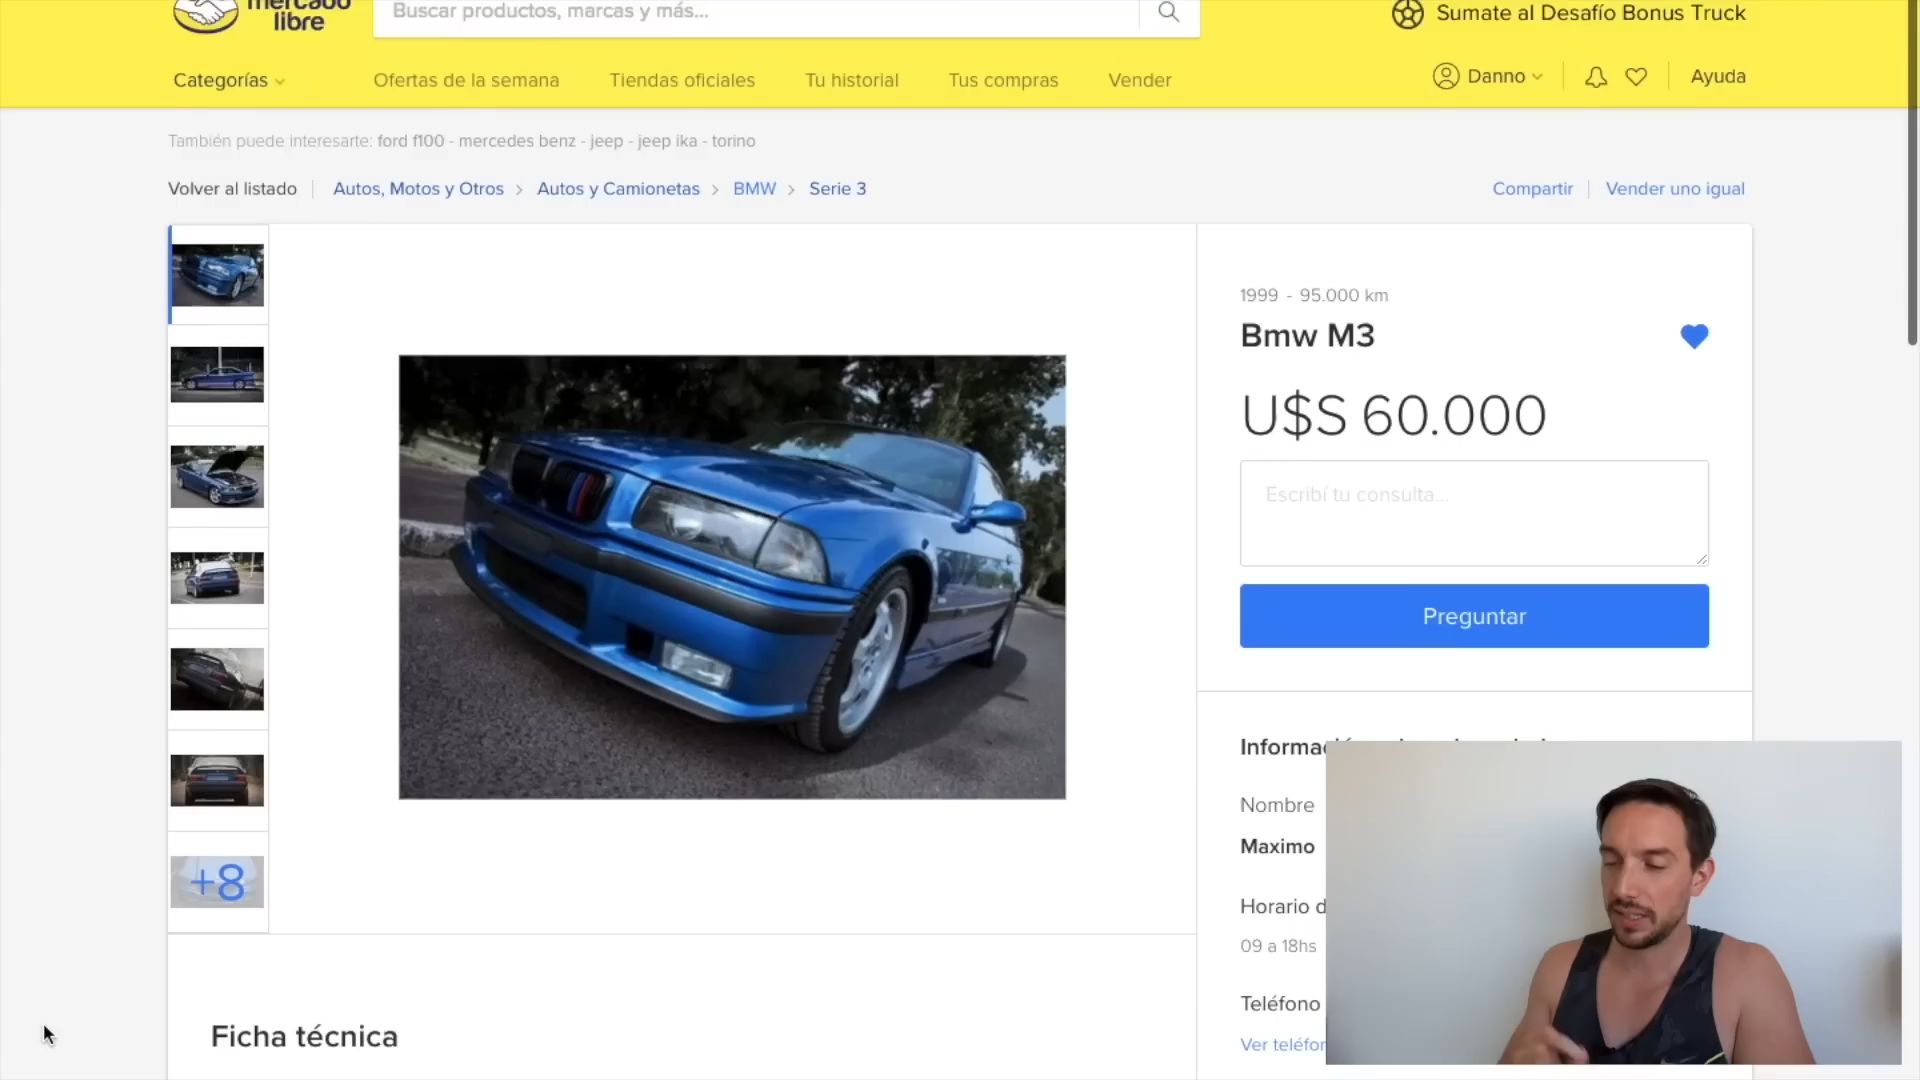 mercado
libre
Buscar productos, marcas y más...
Sumate al Desafío Bonus Truck
Categorías
Ofertas de la semana
Tiendas oficiales
Tu historial
Tus compras
Vender
Danno
Ayuda
También puede interesarte: ford f100 - mercedes benz - jeep - jeep ika - torino
Volver al listado
Autos, Motos y Otros > Autos y Camionetas > BMW > Serie 3
Compartir
Vender uno igual
1999 - 95.000 km
Bmw M3
U$S 60.000
Escribí tu consulta...
Preguntar
Nombre
Maximo
Horario d
09 a 18hs
Teléfono
Ver teléfor
+8
Ficha técnica